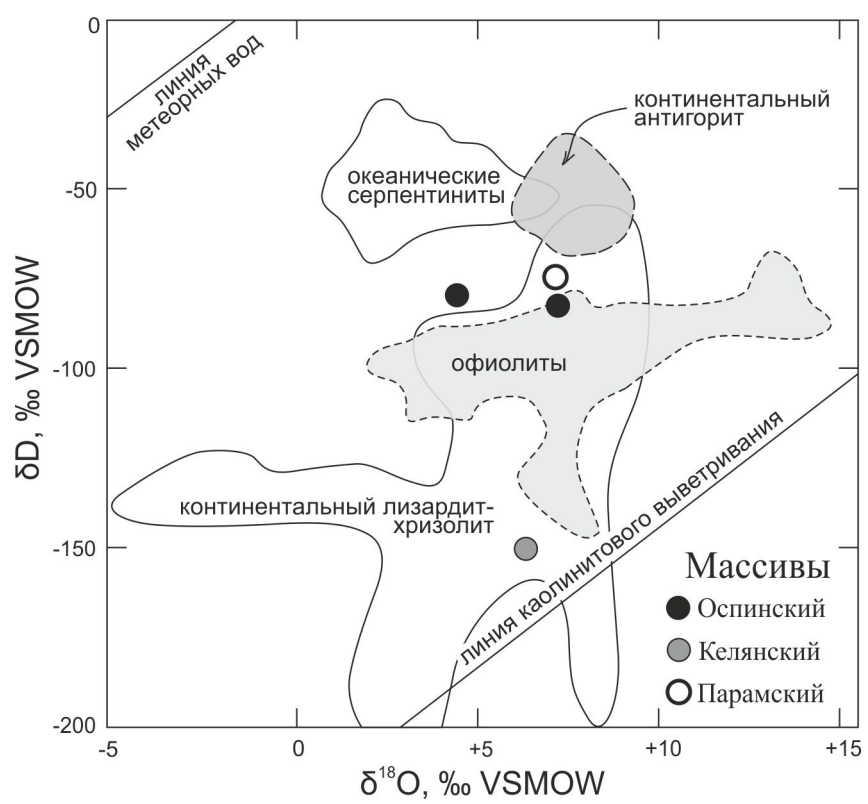 0
-50
-100
-150
-200
-5
0
+5
+10
+15
δD, ‰ VSMOW
δ¹⁸O, ‰ VSMOW
линия
метеорных вод
континентальный
антигорит
океанические
серпентиниты
офиолиты
континентальный лизардит-
хризолит
линия каолинитового выветривания
Массивы
Оспинский
Келянский
Парамский